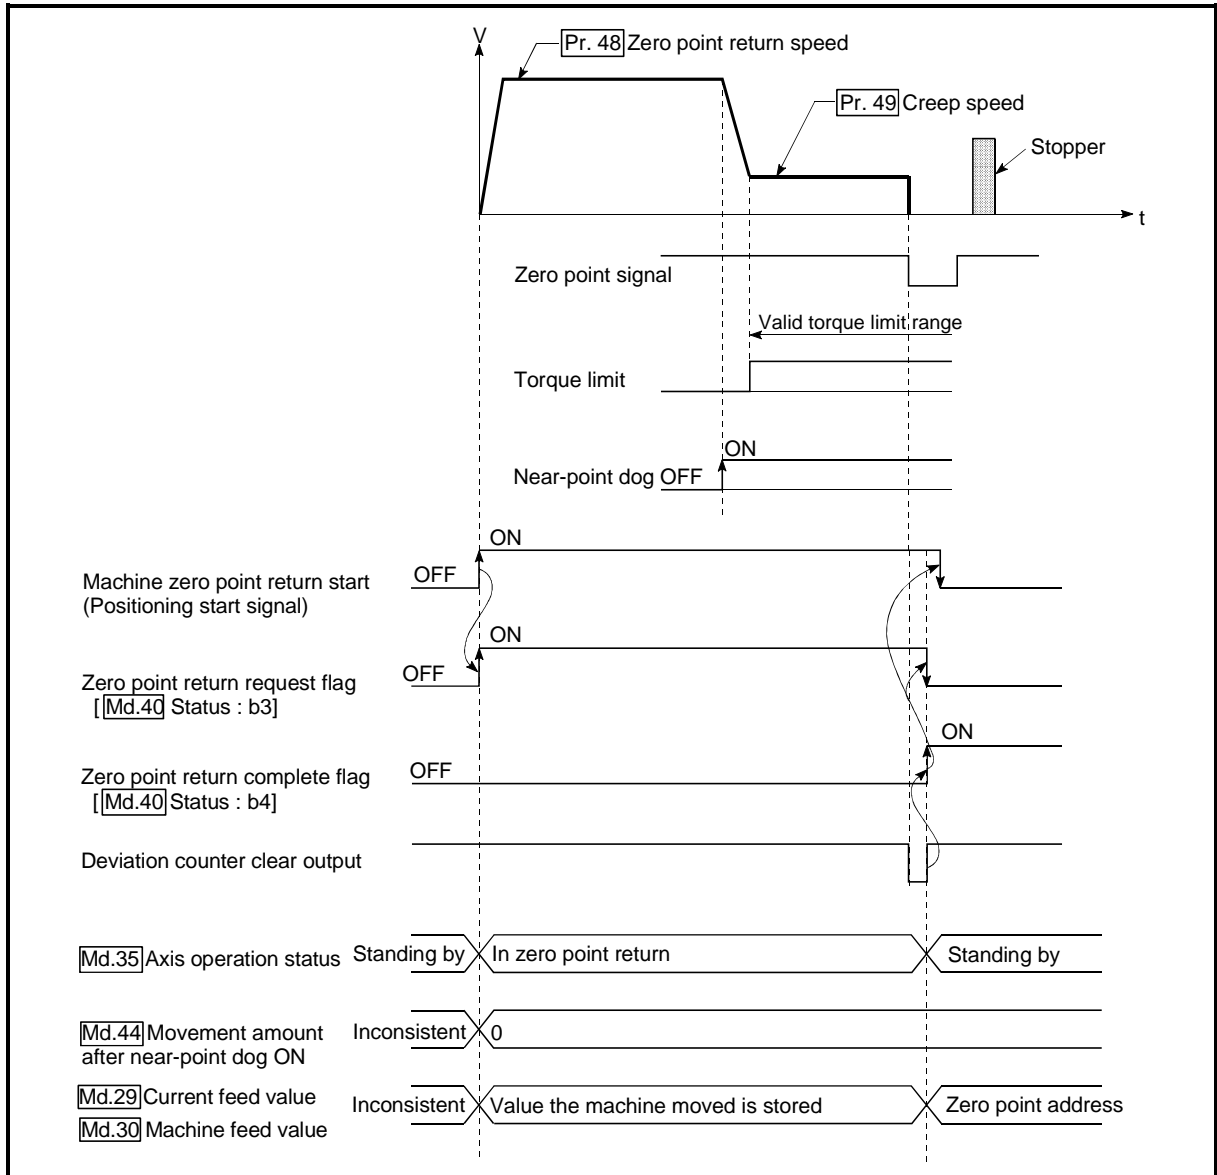 V
Pr. 48 Zero point return speed
Pr. 49 Creep speed
Stopper
t
Zero point signal
Valid torque limit range
Torque limit
ON
Near-point dog OFF
ON
Machine zero point return start OFF
(Positioning start signal)
ON
Zero point return request flag OFF
[ Md.40 Status : b3]
ON
Zero point return complete flag OFF
[ Md.40 Status : b4]
Deviation counter clear output
Md.35 Axis operation status Standing by In zero point return Standing by
Md.44 Movement amount Inconsistent 0
after near-point dog ON
Md.29 Current feed value Inconsistent Value the machine moved is stored Zero point address
Md.30 Machine feed value